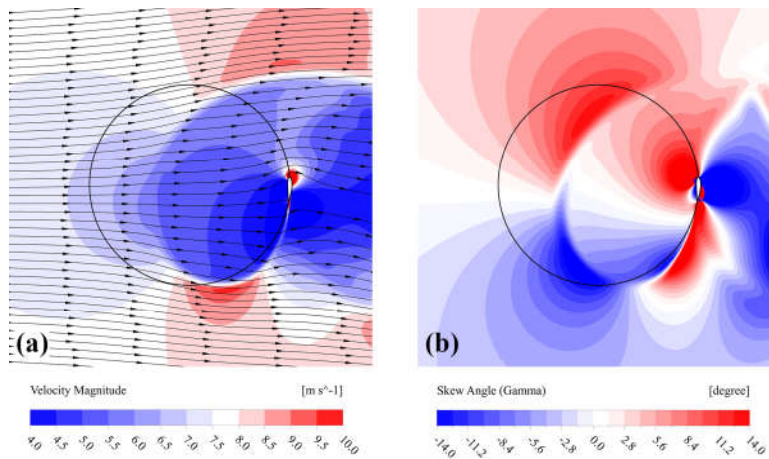 (a)
(b)
Velocity Magnitude [m s^-1]
4.0 4.5 5.0 5.5 6.0 6.5 7.0 7.5 8.0 8.5 9.0 9.5 10.0
Skew Angle (Gamma) [degree]
-14.0 -11.2 -8.4 -5.6 -2.8 0.0 2.8 5.6 8.4 11.2 14.0